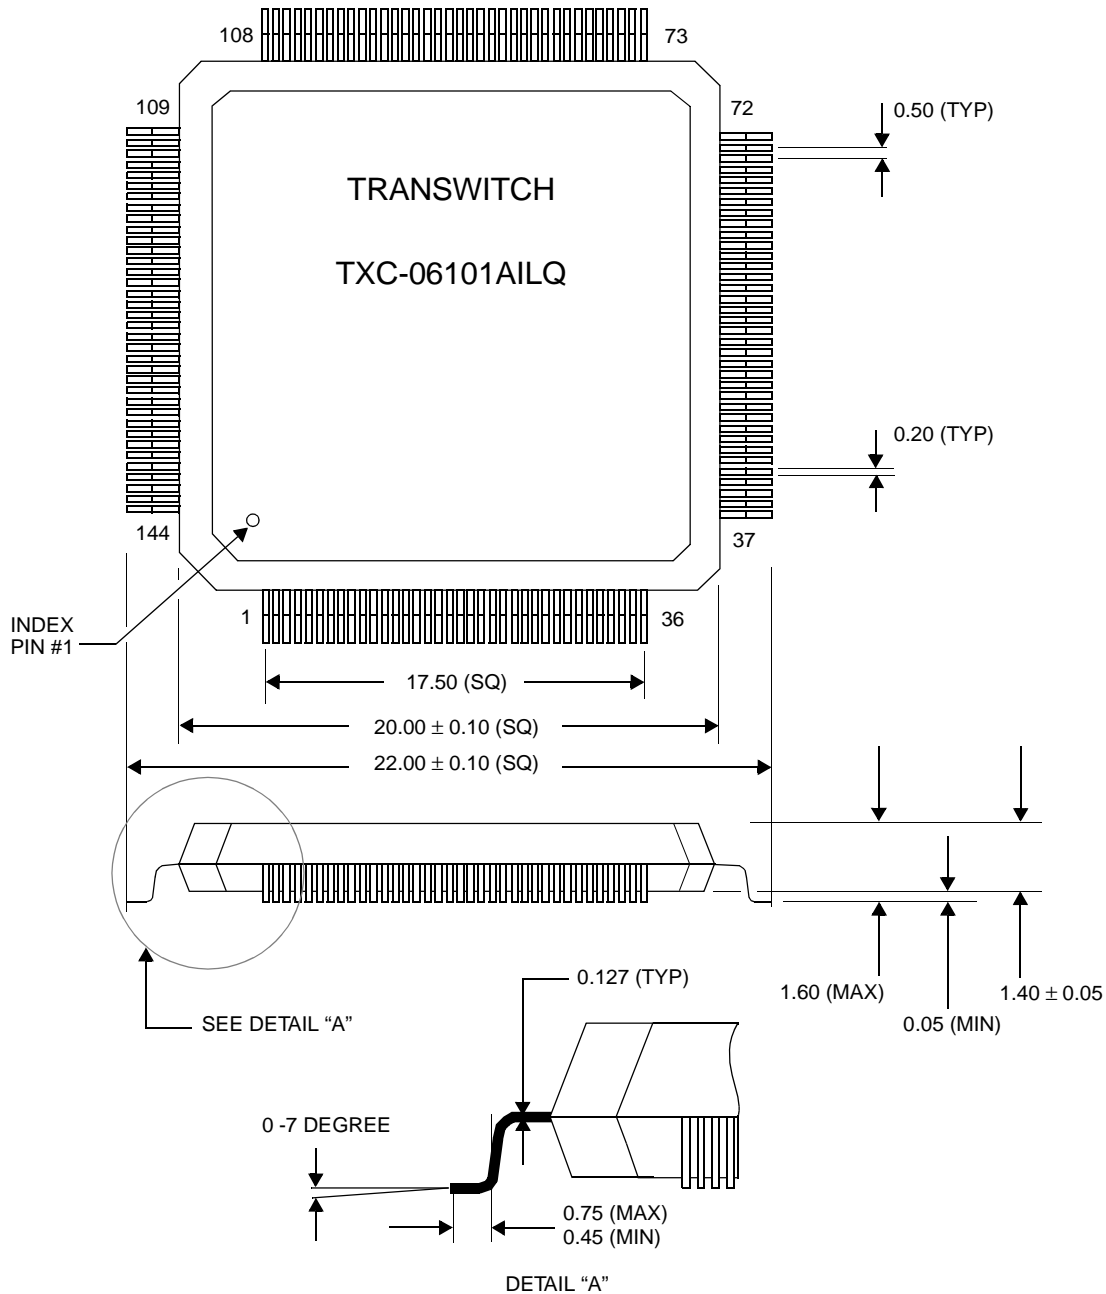 108
73
109
72
0.50 (TYP)
TRANSWITCH
TXC-06101AILQ
0.20 (TYP)
144
37
INDEX
PIN #1
1
36
17.50 (SQ)
20.00 ± 0.10 (SQ)
22.00 ± 0.10 (SQ)
1.60 (MAX)
1.40 ± 0.05
0.05 (MIN)
SEE DETAIL “A”
0.127 (TYP)
0 -7 DEGREE
0.75 (MAX)
0.45 (MIN)
DETAIL “A”